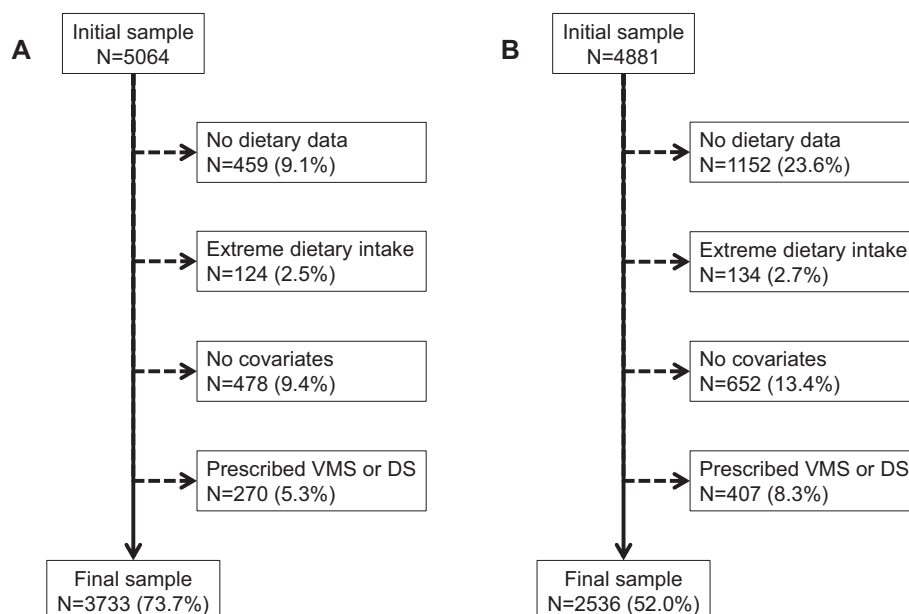 A
Initial sample
N=5064
No dietary data
N=459 (9.1%)
Extreme dietary intake
N=124 (2.5%)
No covariates
N=478 (9.4%)
Prescribed VMS or DS
N=270 (5.3%)
Final sample
N=3733 (73.7%)
B
Initial sample
N=4881
No dietary data
N=1152 (23.6%)
Extreme dietary intake
N=134 (2.7%)
No covariates
N=652 (13.4%)
Prescribed VMS or DS
N=407 (8.3%)
Final sample
N=2536 (52.0%)